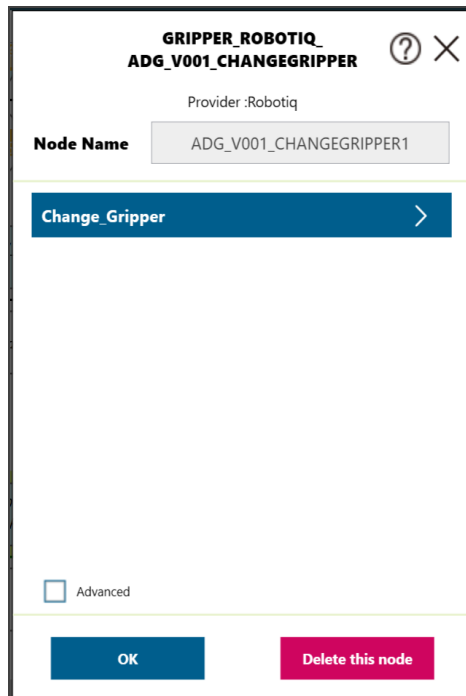 GRIPPER_ROBOTIQ_
ADG_V001_CHANGEGRIPPER
Provider :Robotiq
Node Name
ADG_V001_CHANGEGRIPPER1
Change_Gripper
Advanced
OK
Delete this node